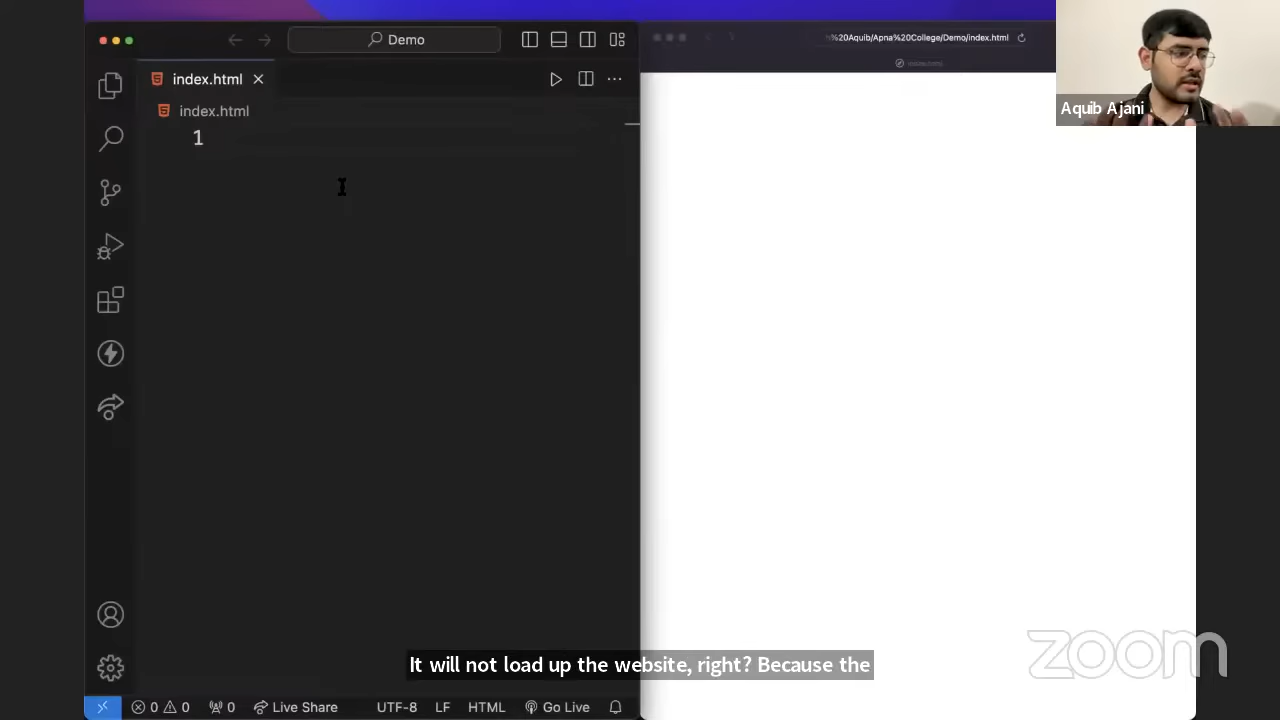 Demo
index.html
index.html
1
%20Aquib/Apna%20College/Demo/index.html
Aquib Ajani
It will not load up the website, right? Because the
zoom
0 0 0 Live Share UTF-8 LF HTML Go Live